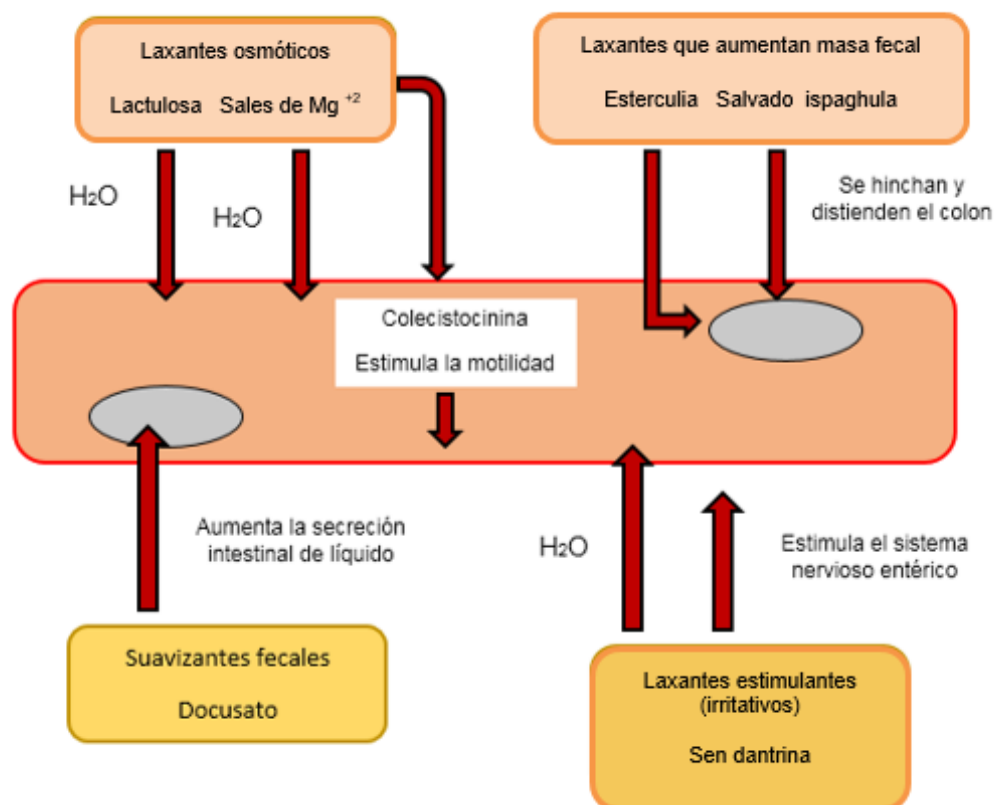 Laxantes osmóticos
Lactulosa Sales de Mg +2
Laxantes que aumentan masa fecal
Esterculia Salvado ispaghula
H₂O
H₂O
Se hinchan y
distienden el colon
Colecistocinina
Estimula la motilidad
Aumenta la secreción
intestinal de líquido
H₂O
Estimula el sistema
nervioso entérico
Suavizantes fecales
Docusato
Laxantes estimulantes
(irritativos)
Sen dantrina